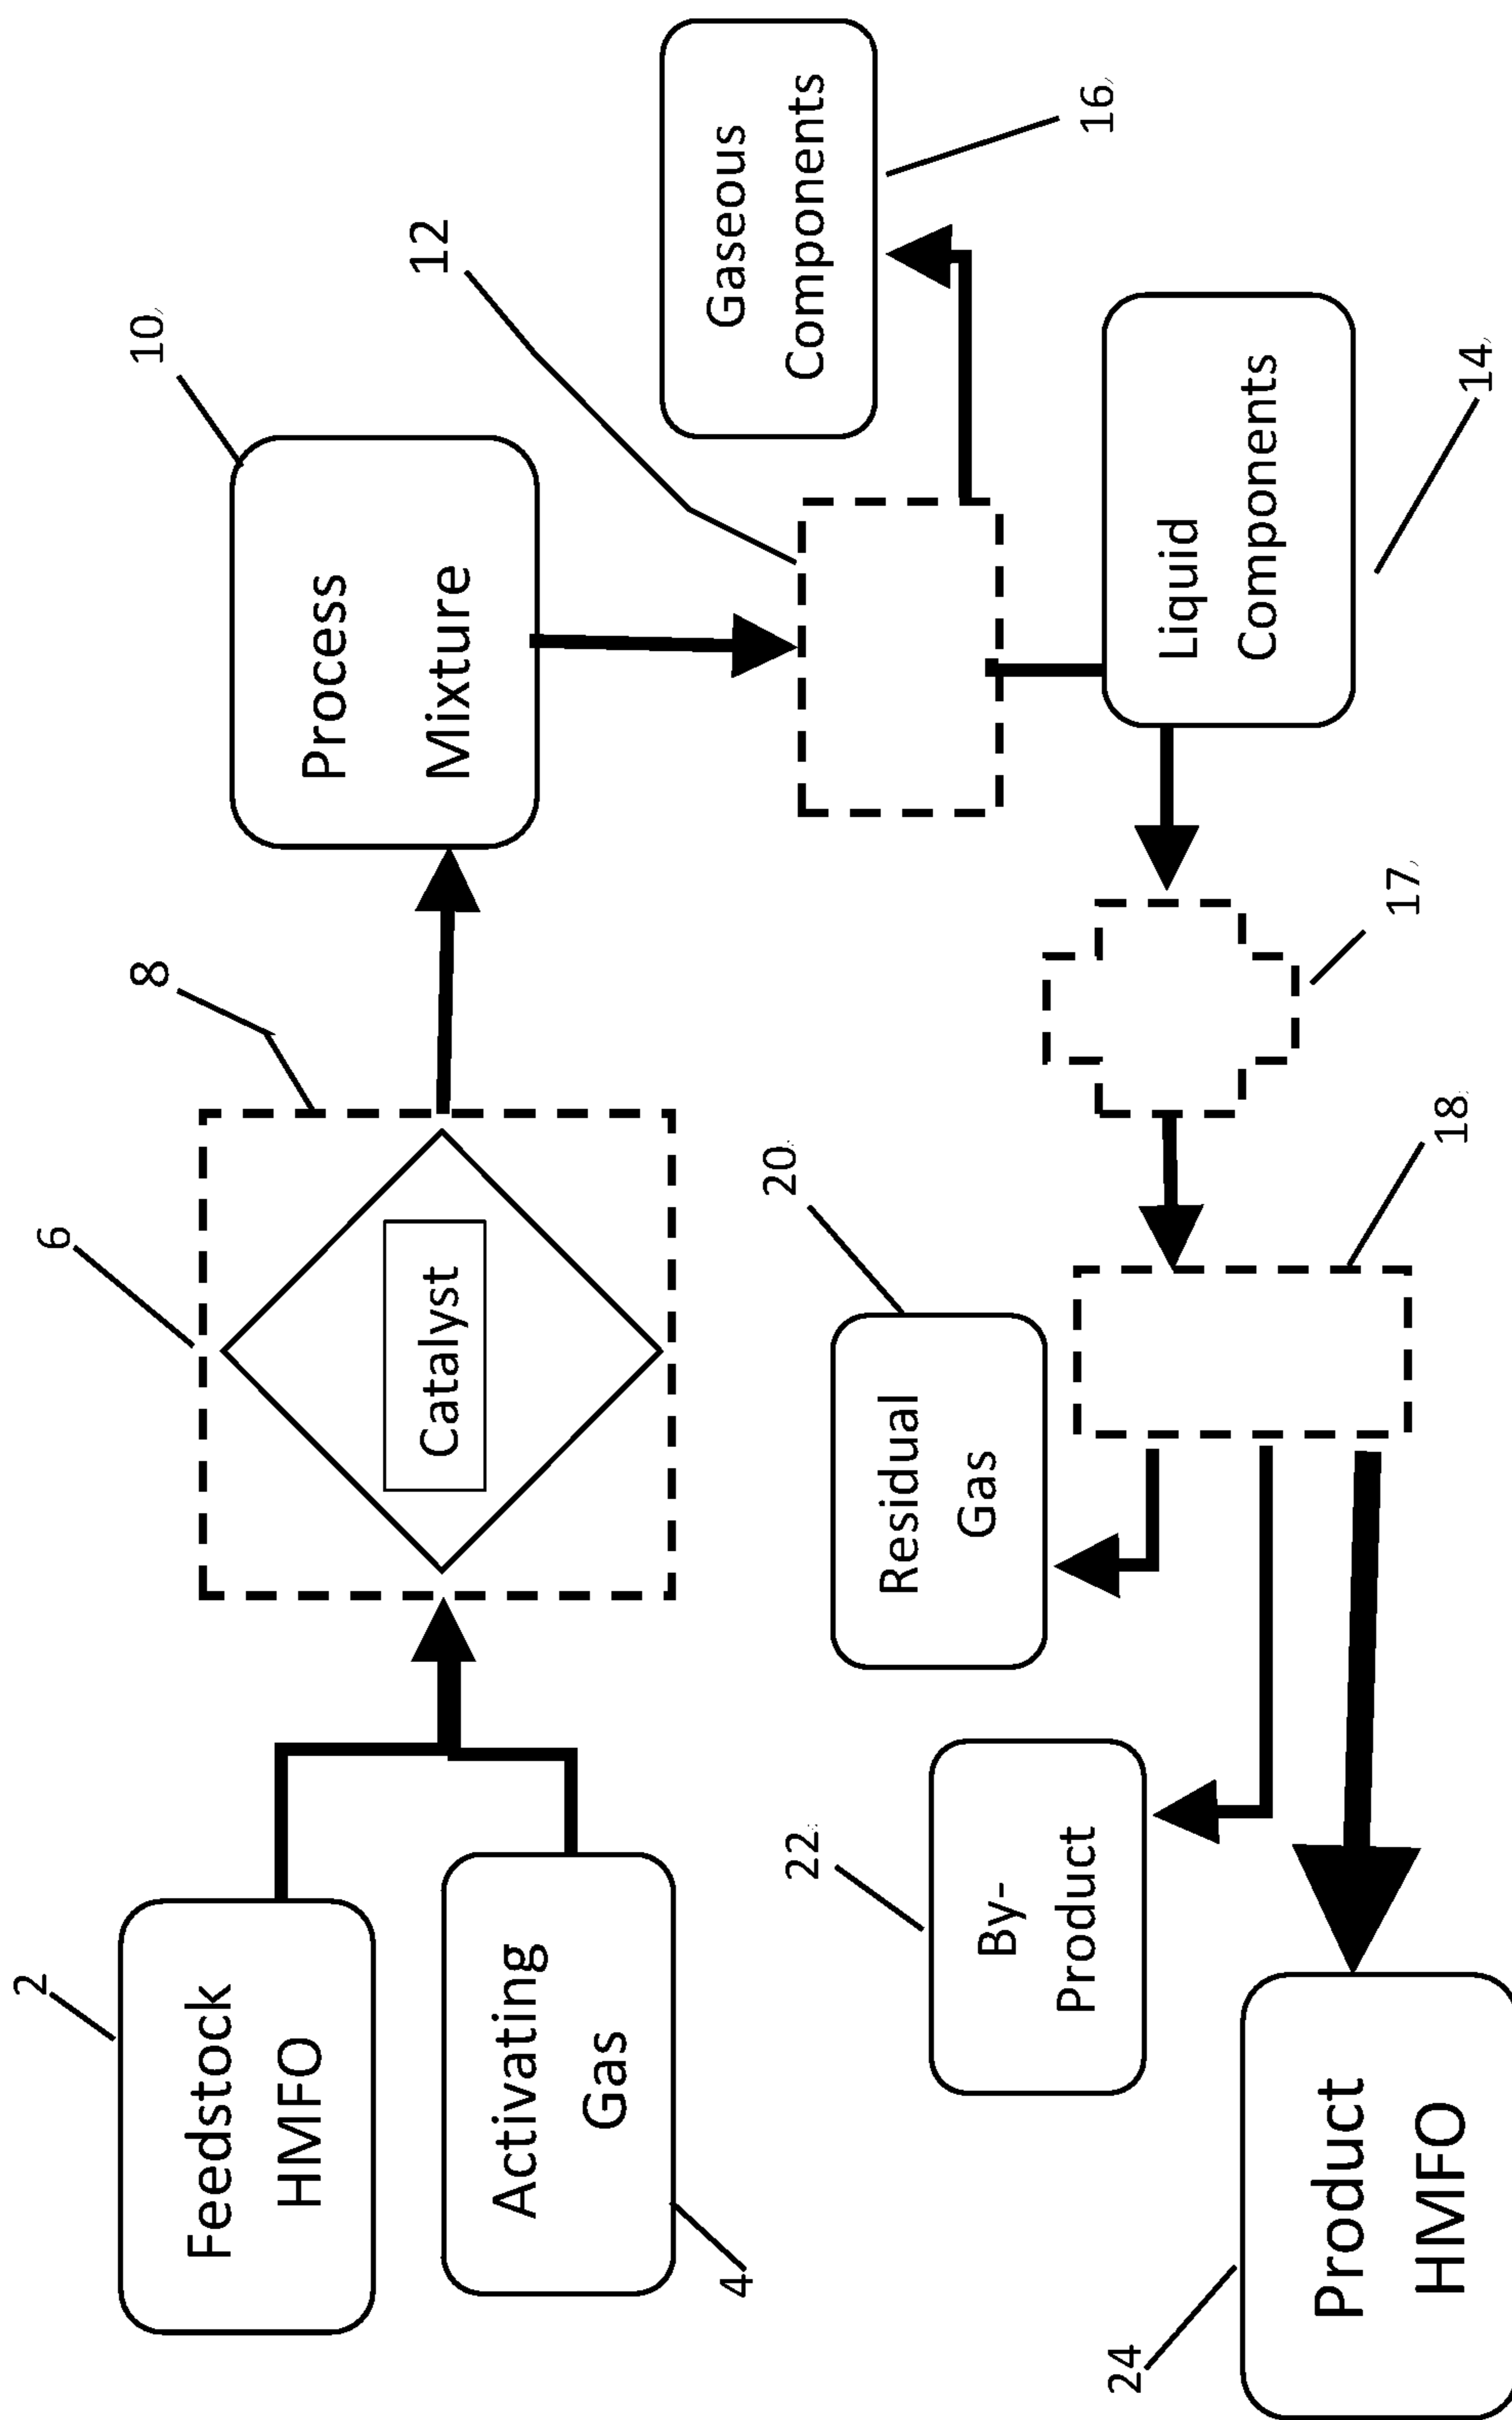 2
Feedstock
HMFO
4
Activating
Gas
6
Catalyst
8
10
Process
Mixture
12
Gaseous
Components
16
Liquid
Components
14
17
18
20
Residual
Gas
22
By-
Product
24
Product
HMFO